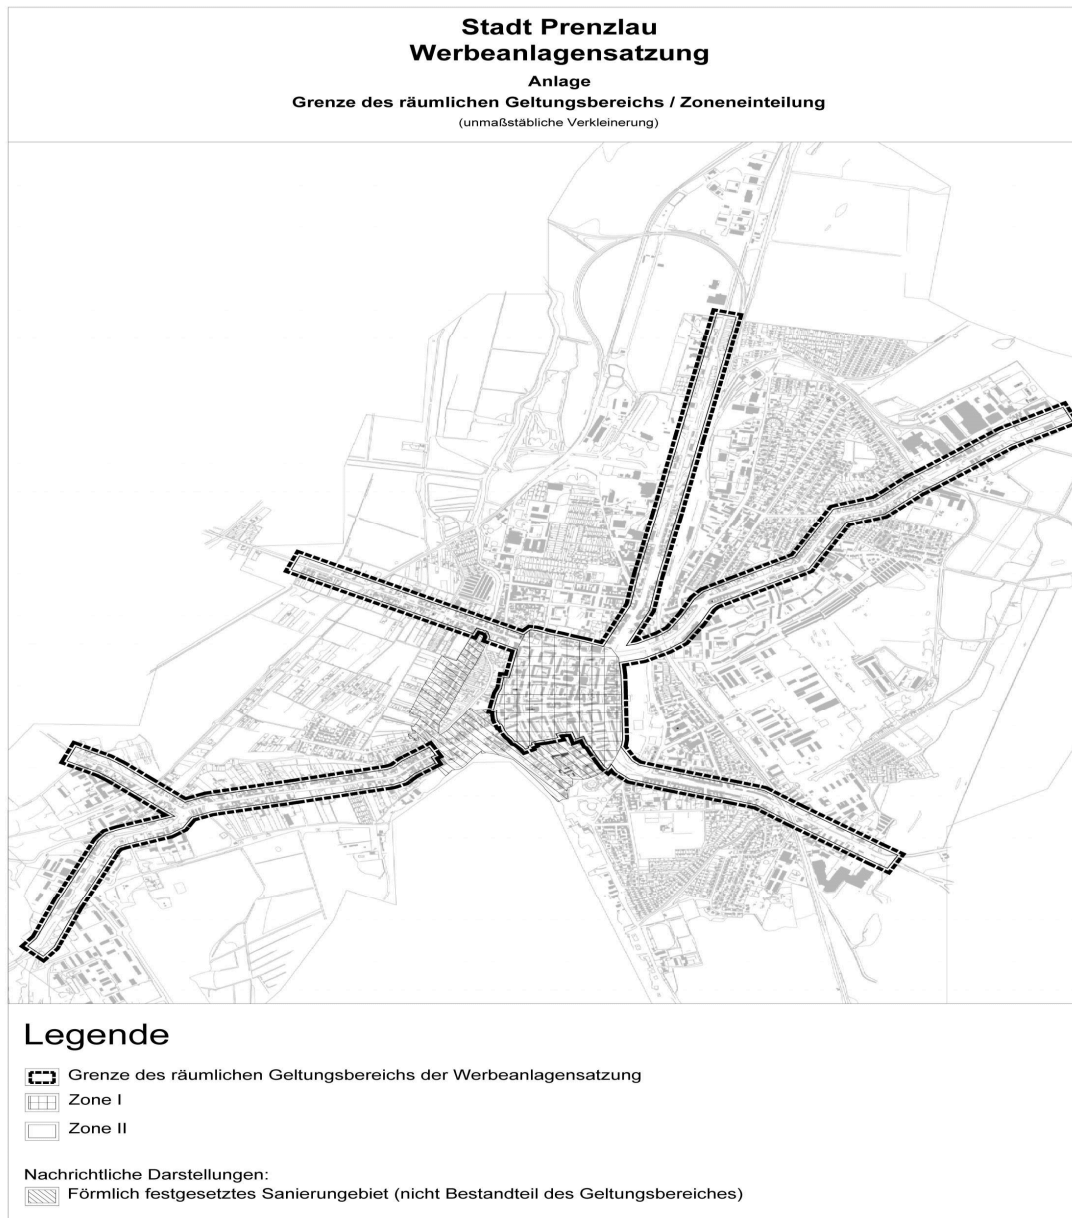 Stadt Prenzlau
Werbeanlagensatzung
Anlage
Grenze des räumlichen Geltungsbereichs / Zoneneinteilung
(unmaßstäbliche Verkleinerung)
Legende
Grenze des räumlichen Geltungsbereichs der Werbeanlagensatzung
Zone I
Zone II
Nachrichtliche Darstellungen:
Förmlich festgesetztes Sanierungebiet (nicht Bestandteil des Geltungsbereiches)